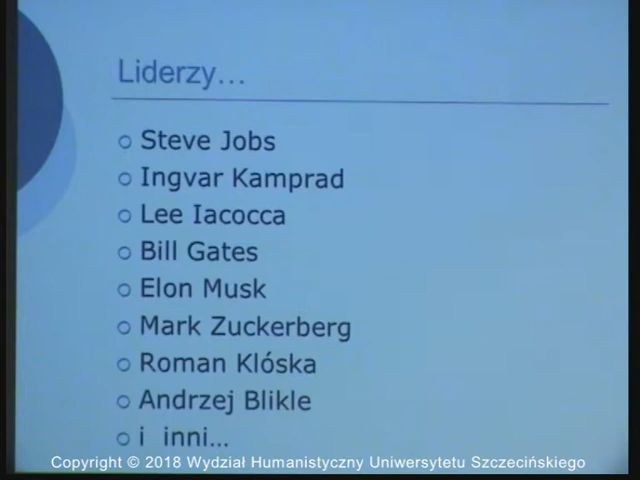 Liderzy...
Steve Jobs
Ingvar Kamprad
Lee Iacocca
Bill Gates
Elon Musk
Mark Zuckerberg
Roman Klóska
Andrzej Blikle
i inni...
Copyright © 2018 Wydział Humanistyczny Uniwersytetu Szczecińskiego